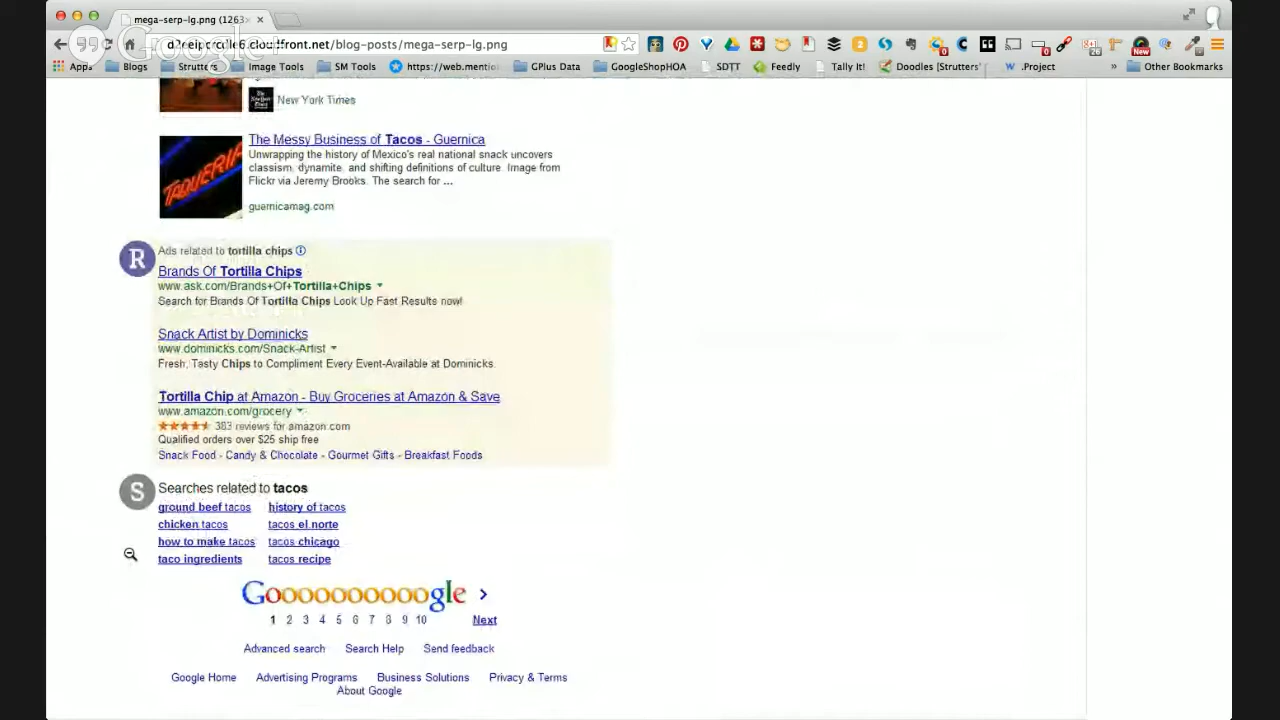 mega-serp-lg.png (1263×
Google+
cloudfront.net/blog-posts/mega-serp-lg.png
New
Apps Blogs Strutters Image Tools SM Tools https://web.mentio GPlus Data GoogleShopHOA SDTT Feedly Tally It! Doodles |Strutters' .Project » Other Bookmarks
New York Times
The Messy Business of Tacos - Guernica
Unwrapping the history of Mexico's real national snack uncovers
classism, dynamite, and shifting definitions of culture. Image from
Flickr via Jeremy Brooks. The search for ...
TAQUERIA
guernicamag.com
R
Ads related to tortilla chips
Brands Of Tortilla Chips
www.ask.com/Brands+Of+Tortilla+Chips
Search for Brands Of Tortilla Chips Look Up Fast Results now!
Snack Artist by Dominicks
www.dominicks.com/Snack-Artist
Fresh, Tasty Chips to Compliment Every Event-Available at Dominicks.
Tortilla Chip at Amazon - Buy Groceries at Amazon & Save
www.amazon.com/grocery
383 reviews for amazon.com
Qualified orders over $25 ship free
Snack Food - Candy & Chocolate - Gourmet Gifts - Breakfast Foods
S
Searches related to tacos
ground beef tacos history of tacos
chicken tacos tacos el norte
how to make tacos tacos chicago
taco ingredients tacos recipe
Goooooooooogle
1 2 3 4 5 6 7 8 9 10 Next
Advanced search Search Help Send feedback
Google Home Advertising Programs Business Solutions Privacy & Terms
About Google